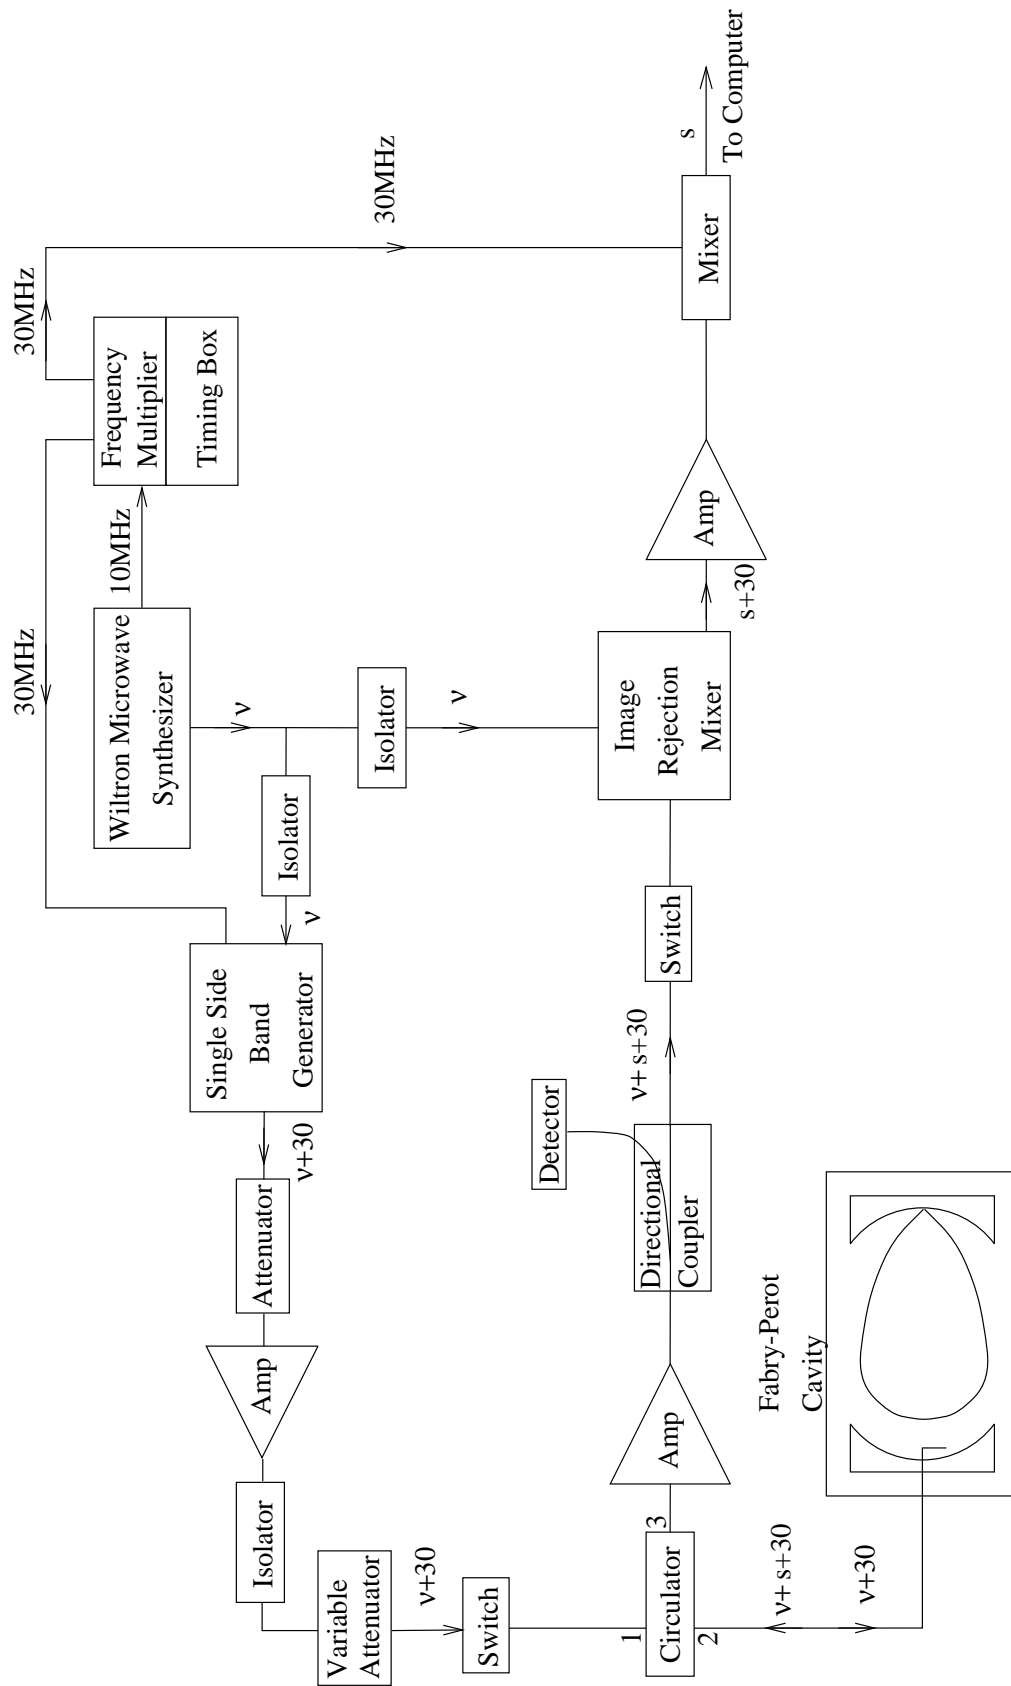 30MHz
30MHz
Wiltron Microwave
Synthesizer
10MHz
Frequency
Multiplier
Timing Box
30MHz
Single Side
Band
Generator
ν
Isolator
ν
Isolator
ν
ν+30
Attenuator
Amp
Isolator
Variable
Attenuator
ν+30
Switch
1
Circulator
2
3
Amp
Directional
Coupler
Detector
ν+s+30
Switch
Image
Rejection
Mixer
s+30
Amp
Mixer
s
To Computer
ν+s+30
ν+30
Fabry-Perot
Cavity